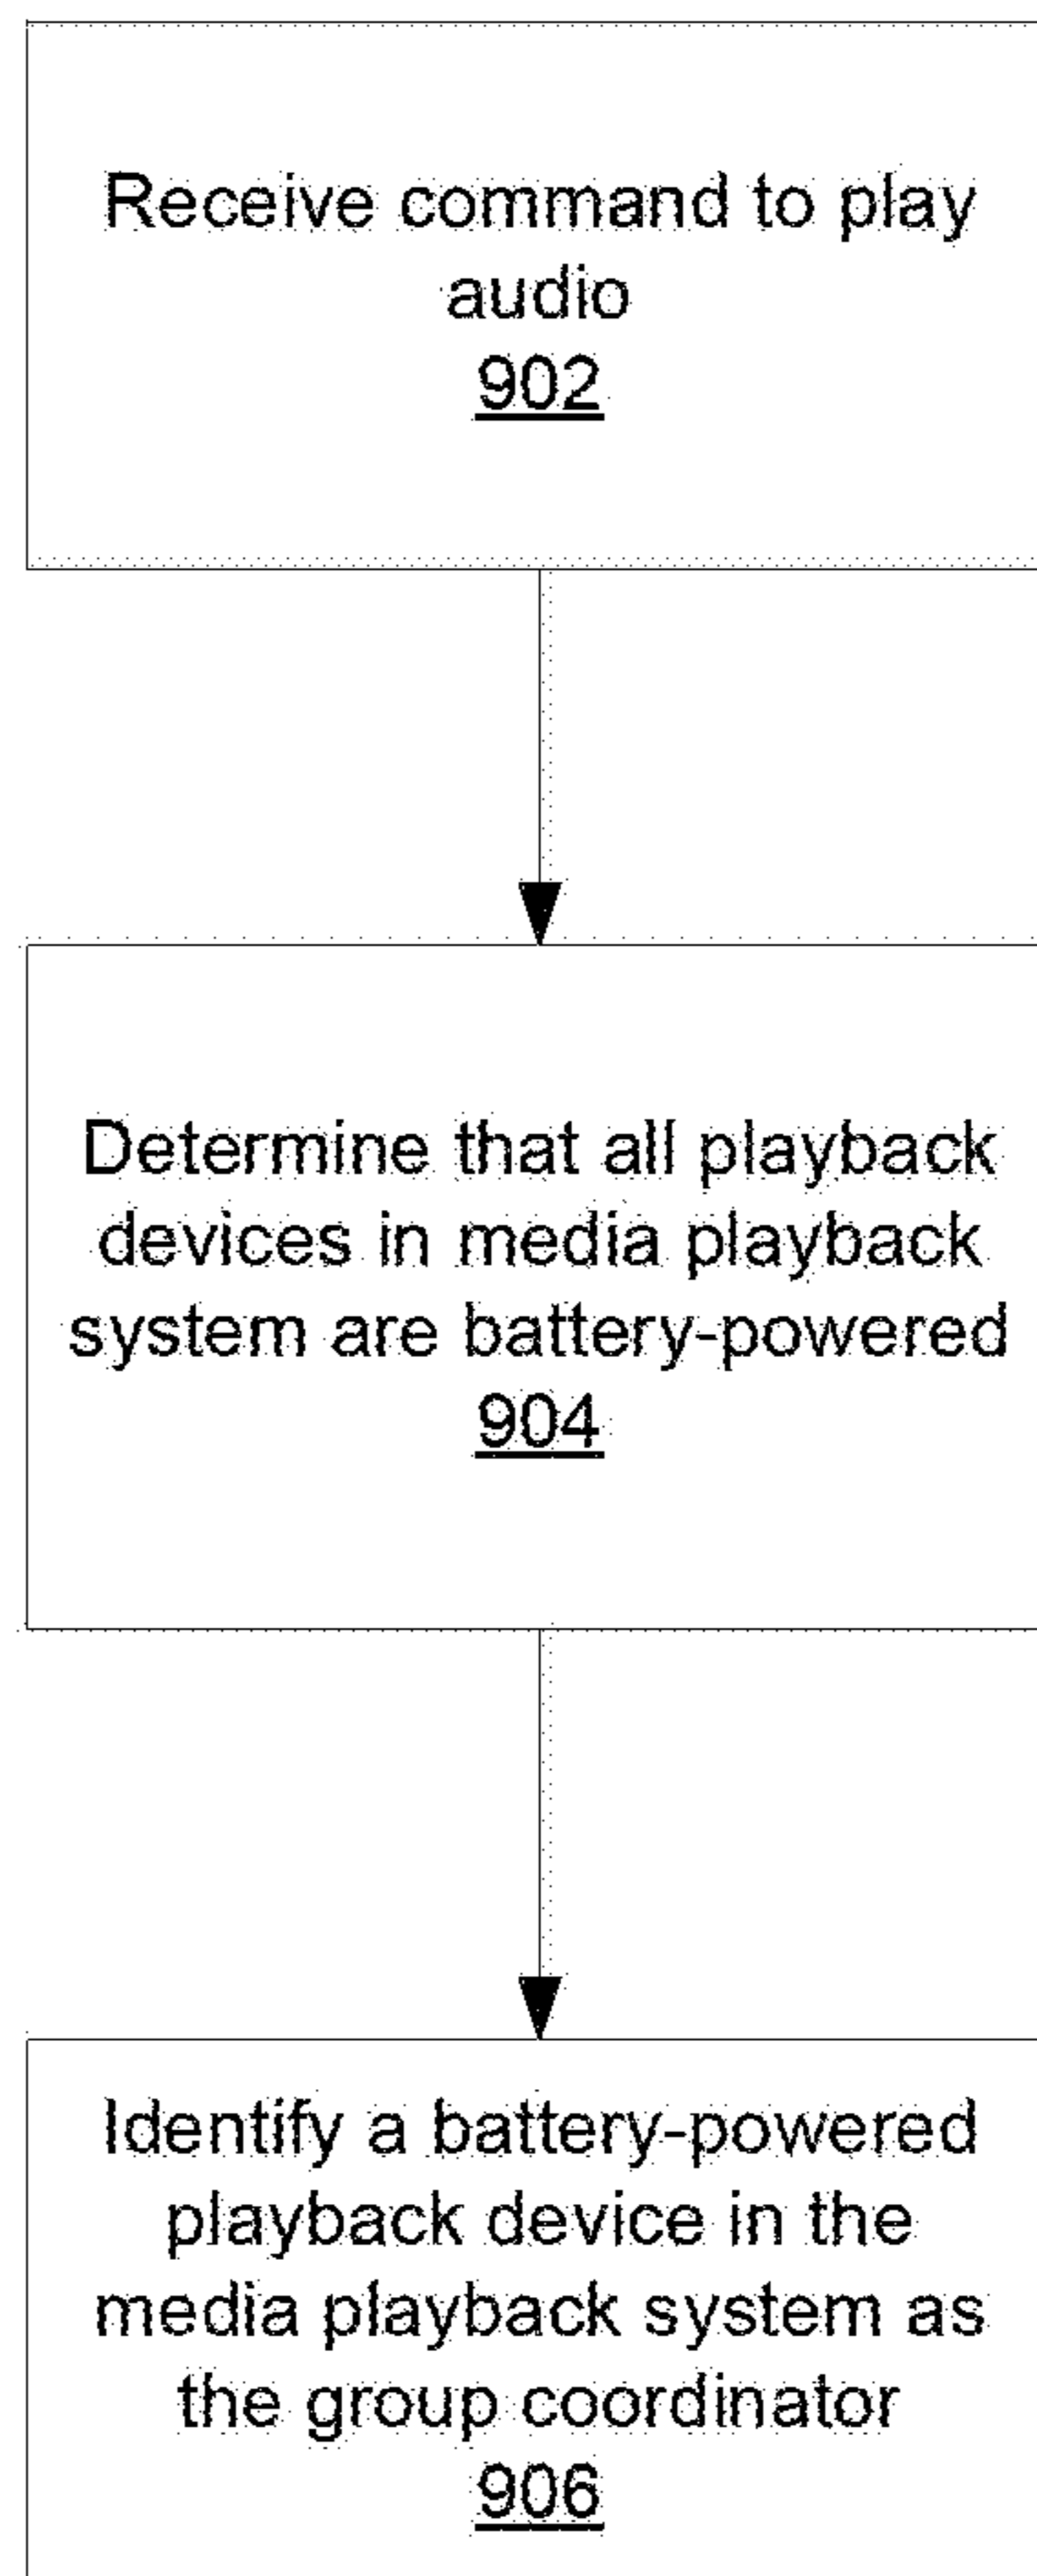 Receive command to play
audio
902
Determine that all playback
devices in media playback
system are battery-powered
904
Identify a battery-powered
playback device in the
media playback system as
the group coordinator
906